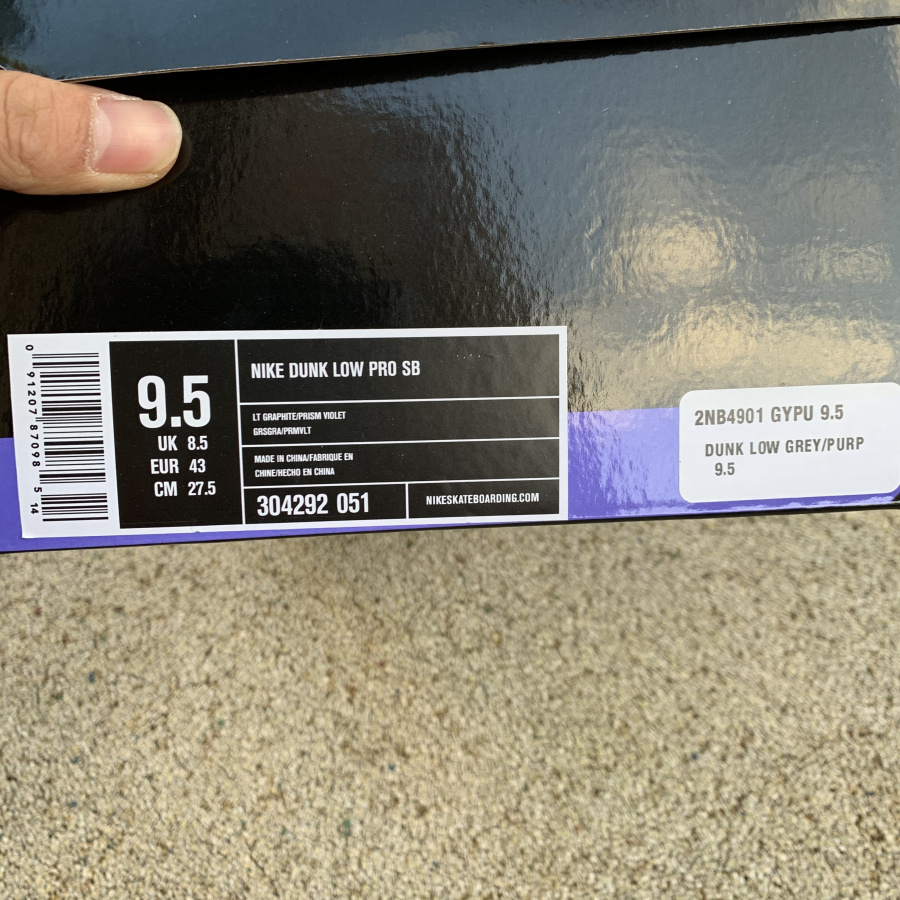 0 91207 87098 5 14
9.5
UK 8.5
EUR 43
CM 27.5
NIKE DUNK LOW PRO SB
LT GRAPHITE/PRISM VIOLET
GRSGRA/PRMVLT
MADE IN CHINA/FABRIQUE EN
CHINE/HECHO EN CHINA
304292 051
NIKESKATEBOARDING.COM
2NB4901 GYPU 9.5
DUNK LOW GREY/PURP
9.5